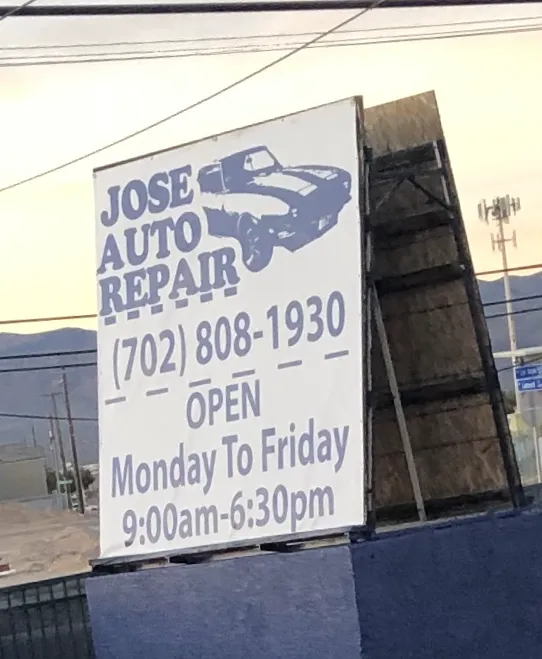 JOSE
AUTO
REPAIR
(702) 808-1930
OPEN
Monday To Friday
9:00am-6:30pm